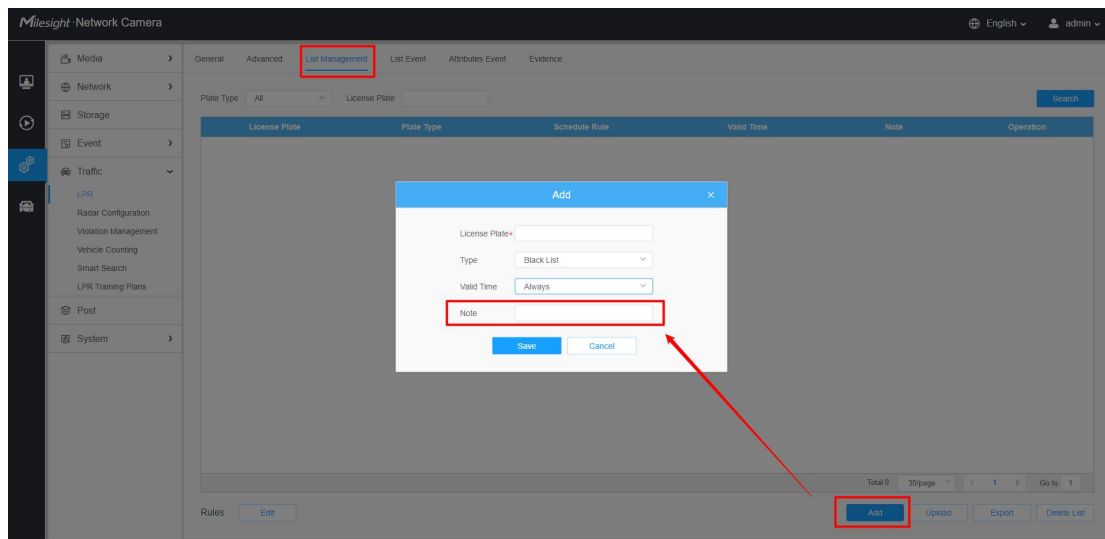 Milesight · Network Camera
English
admin
Media
Network
Storage
Event
Traffic
LPR
Radar Configuration
Violation Management
Vehicle Counting
Smart Search
LPR Training Plans
Post
System
General Advanced List Management List Event Attributes Event Evidence
Plate Type All License Plate Search
License Plate Plate Type Schedule Rule Valid Time Note Operation
Add ×
License Plate*
Type Black List
Valid Time Always
Note
Save Cancel
Total 0 30/page < 1 > Go to 1
Rules Edit Add Upload Export Delete List